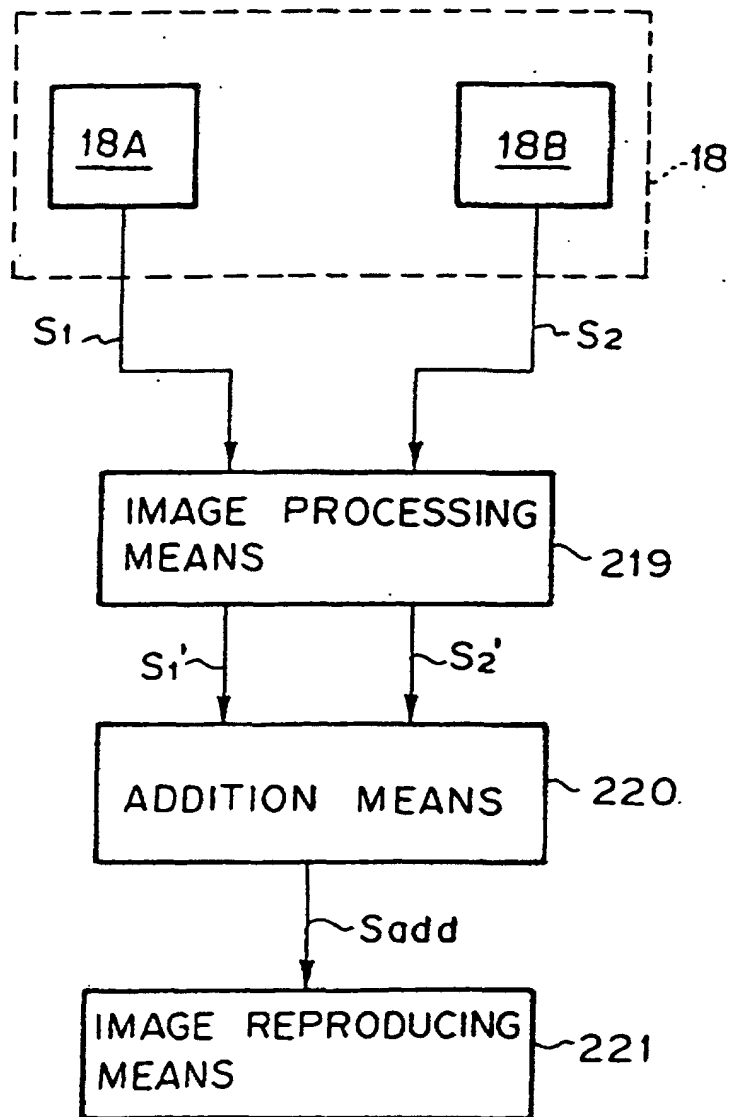 18A
18B
18
S1
S2
IMAGE PROCESSING
MEANS
219
S1'
S2'
ADDITION MEANS
220
Sadd
IMAGE REPRODUCING
MEANS
221